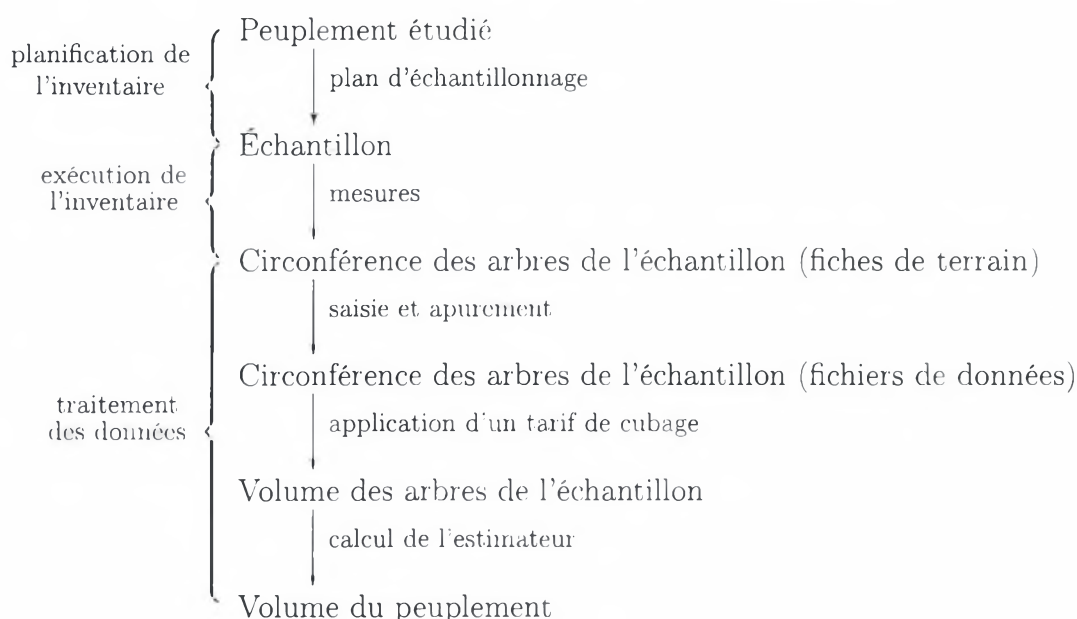 Peuplement étudié
planification de
l'inventaire
plan d'échantillonnage
Échantillon
exécution de
l'inventaire
mesures
Circonférence des arbres de l'échantillon (fiches de terrain)
saisie et apurement
Circonférence des arbres de l'échantillon (fichiers de données)
traitement
des données
application d'un tarif de cubage
Volume des arbres de l'échantillon
calcul de l'estimateur
Volume du peuplement